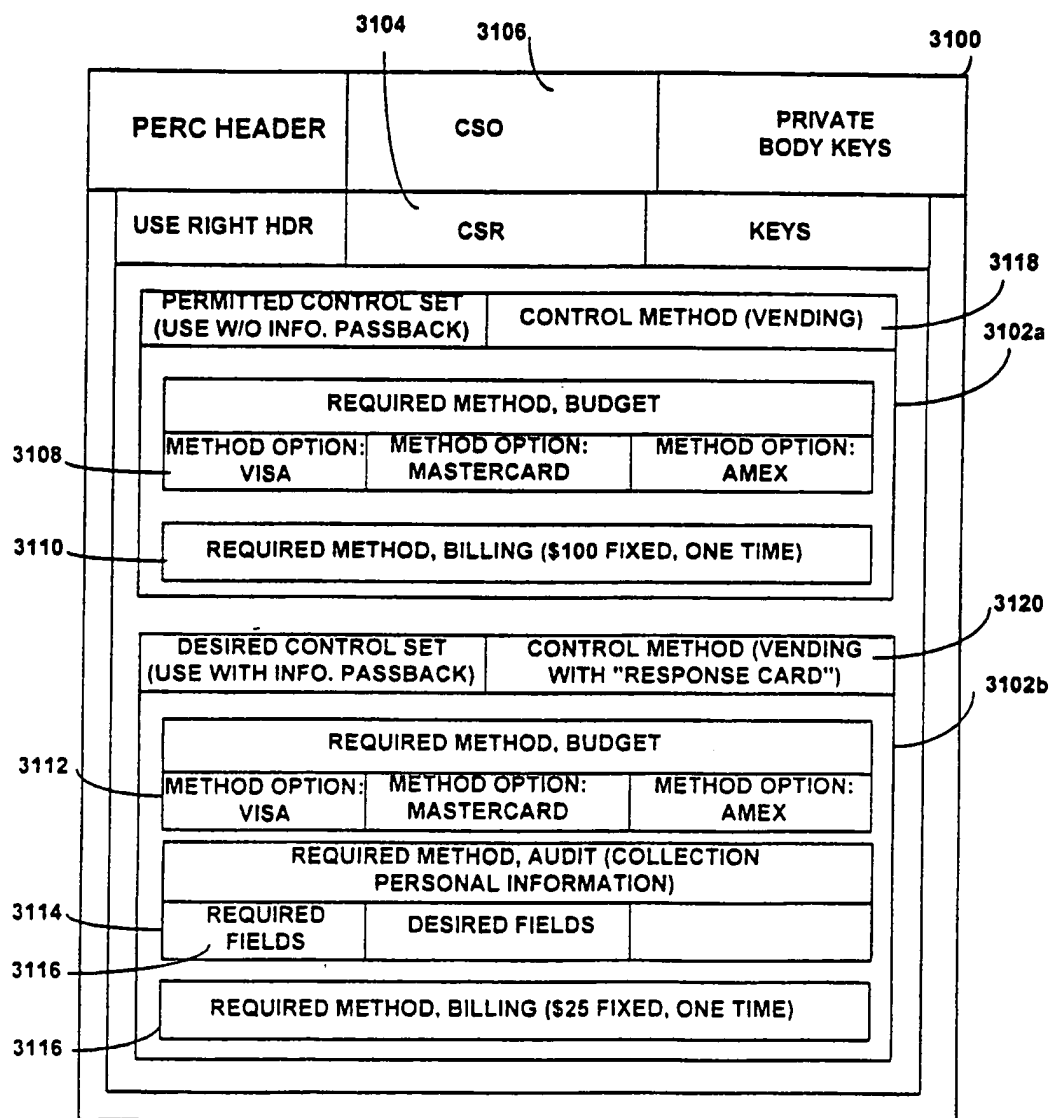 3104
3106
3100
PERC HEADER
CSO
PRIVATE
BODY KEYS
USE RIGHT HDR
CSR
KEYS
3118
PERMITTED CONTROL SET
(USE W/O INFO. PASSBACK)
CONTROL METHOD (VENDING)
3102a
REQUIRED METHOD, BUDGET
3108
METHOD OPTION:
VISA
METHOD OPTION:
MASTERCARD
METHOD OPTION:
AMEX
3110
REQUIRED METHOD, BILLING ($100 FIXED, ONE TIME)
3120
DESIRED CONTROL SET
(USE WITH INFO. PASSBACK)
CONTROL METHOD (VENDING
WITH "RESPONSE CARD")
3102b
REQUIRED METHOD, BUDGET
3112
METHOD OPTION:
VISA
METHOD OPTION:
MASTERCARD
METHOD OPTION:
AMEX
REQUIRED METHOD, AUDIT (COLLECTION
PERSONAL INFORMATION)
3114
REQUIRED
FIELDS
DESIRED FIELDS
3116
REQUIRED METHOD, BILLING ($25 FIXED, ONE TIME)
3116